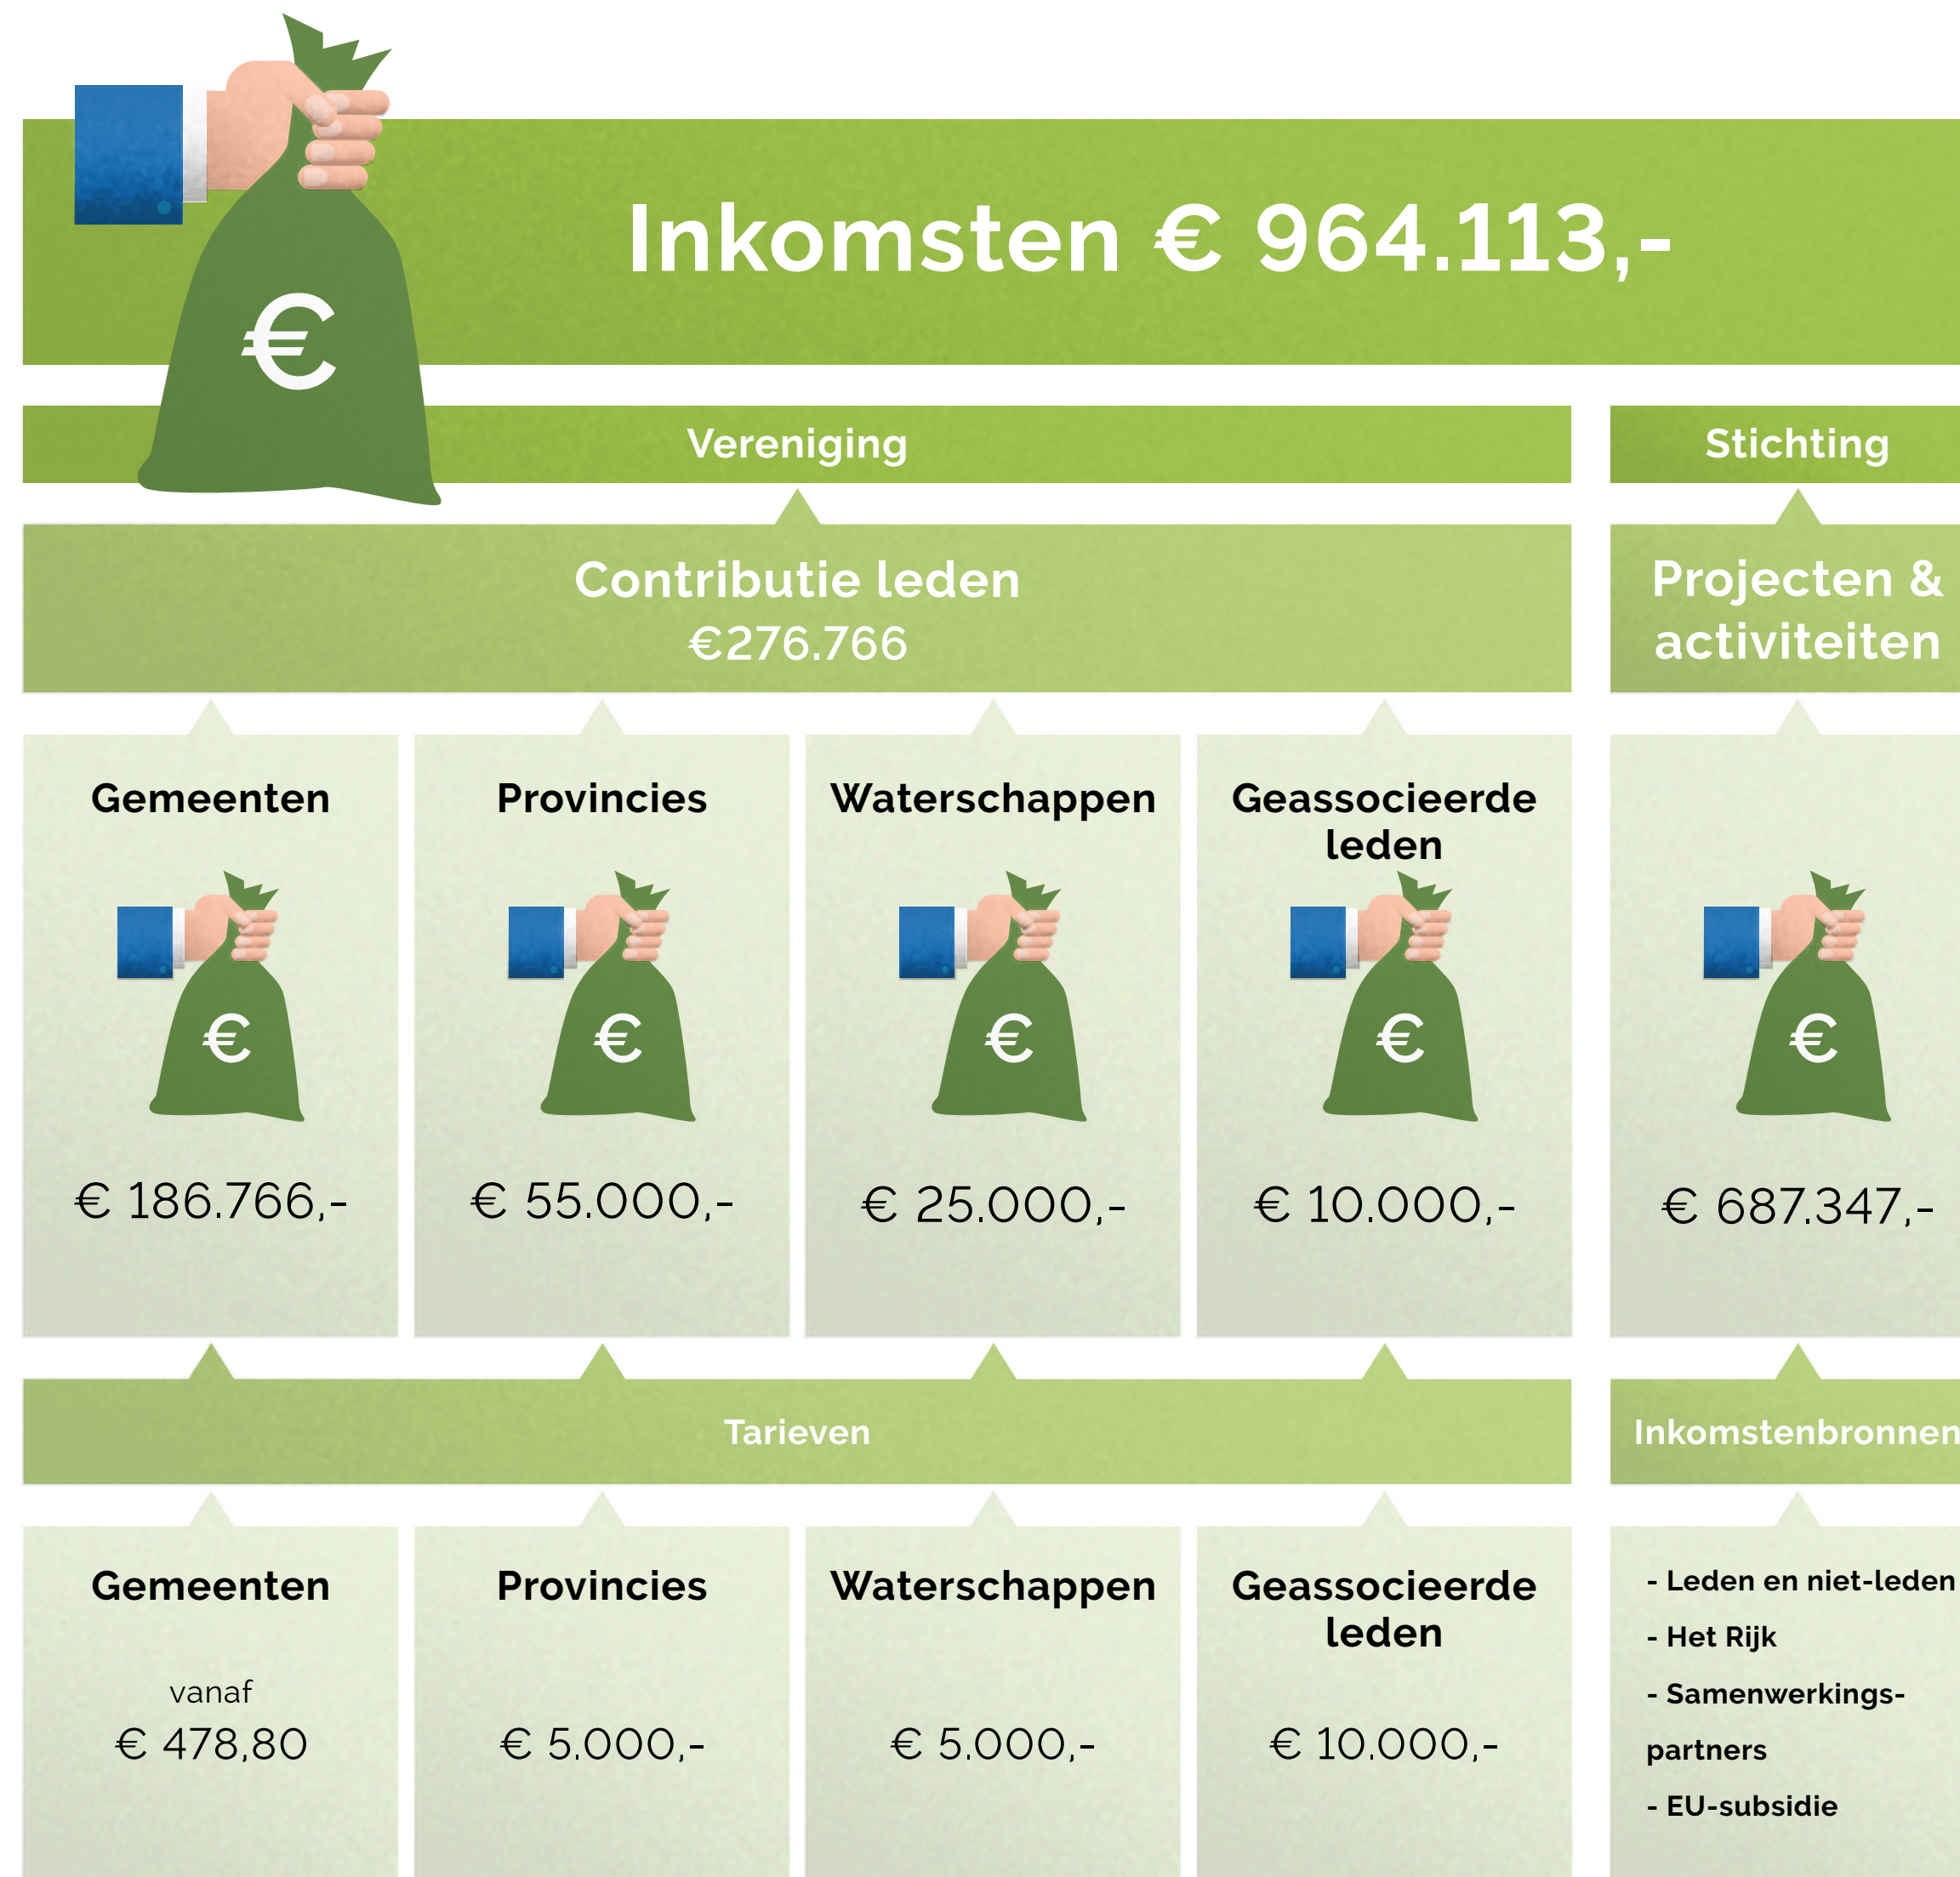 Inkomsten € 964.113,-
€
Vereniging
Stichting
Contributie leden
€276.766
Projecten &
activiteiten
Gemeenten
€
€ 186.766,-
Provincies
€
€ 55.000,-
Waterschappen
€
€ 25.000,-
Geassocieerde
leden
€
€ 10.000,-
€
€ 687.347,-
Tarieven
Inkomstenbronnen
Gemeenten
vanaf
€ 478,80
Provincies
€ 5.000,-
Waterschappen
€ 5.000,-
Geassocieerde
leden
€ 10.000,-
- Leden en niet-leden
- Het Rijk
- Samenwerkings-
partners
- EU-subsidie